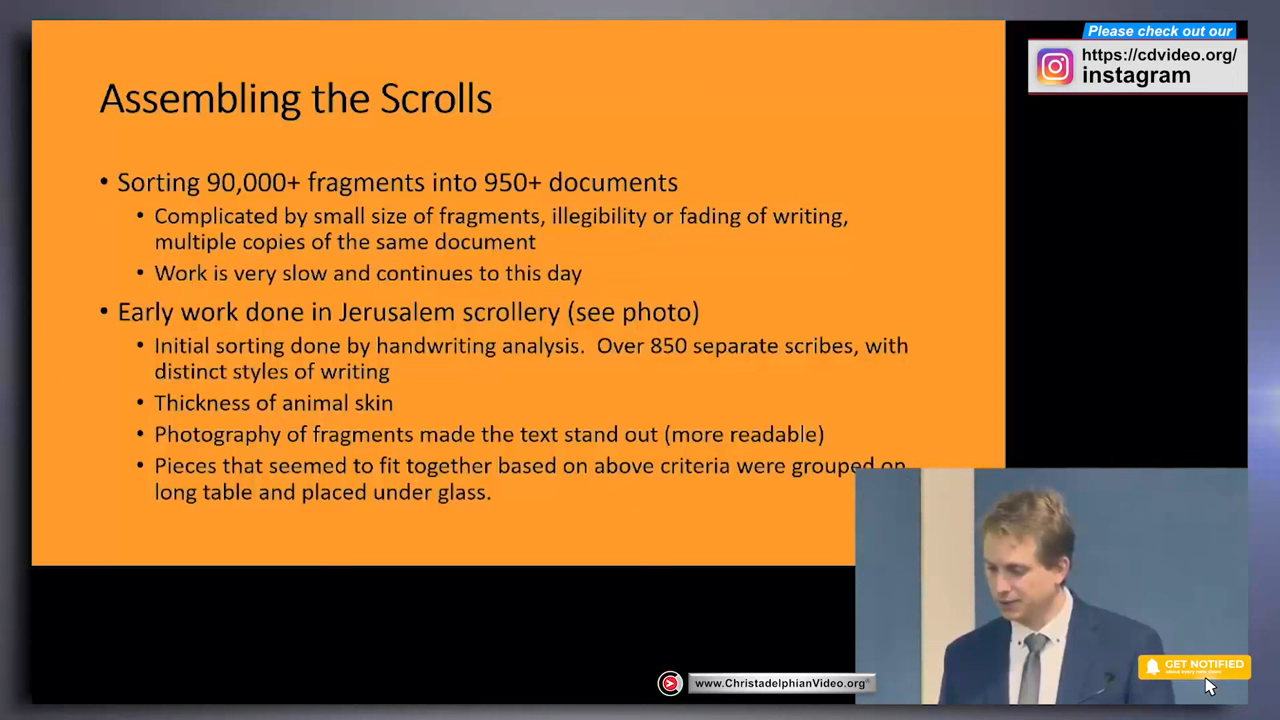 Please check out our
https://cdvideo.org/
instagram
Assembling the Scrolls
• Sorting 90,000+ fragments into 950+ documents
• Complicated by small size of fragments, illegibility or fading of writing,
multiple copies of the same document
• Work is very slow and continues to this day
• Early work done in Jerusalem scrollery (see photo)
• Initial sorting done by handwriting analysis.  Over 850 separate scribes, with
distinct styles of writing
• Thickness of animal skin
• Photography of fragments made the text stand out (more readable)
• Pieces that seemed to fit together based on above criteria were grouped on
long table and placed under glass.
GET NOTIFIED
www.ChristadelphianVideo.org